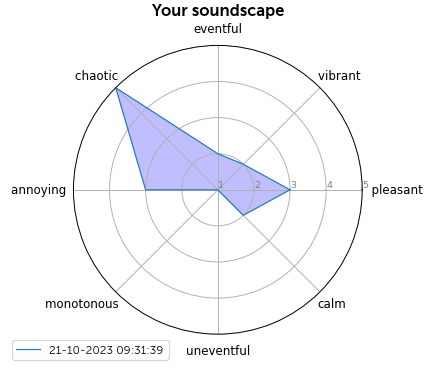 Your soundscape
eventful
chaotic
vibrant
annoying
1
2
3
4
5
pleasant
monotonous
calm
21-10-2023 09:31:39
uneventful